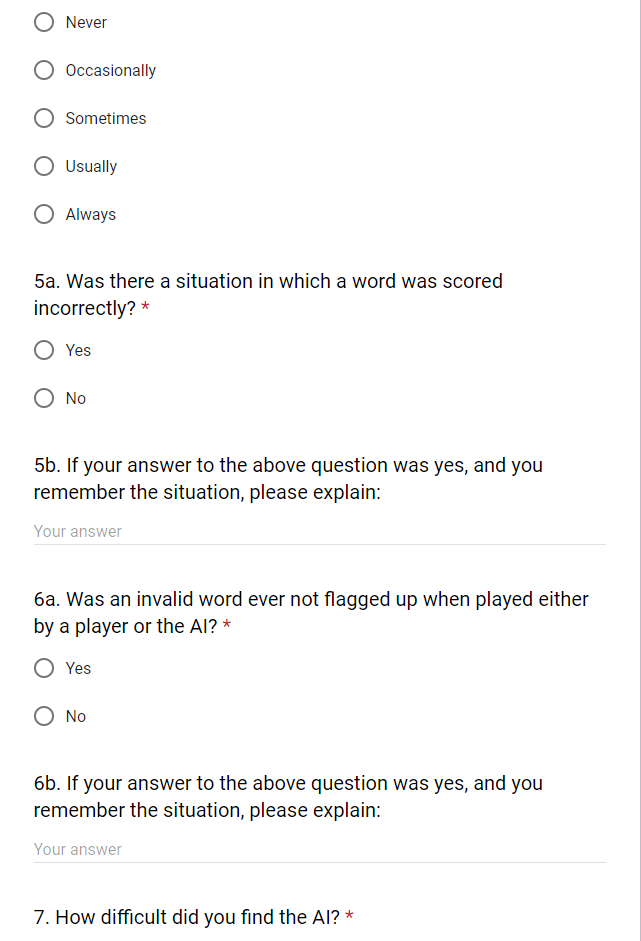 Never
Occasionally
Sometimes
Usually
Always
5a. Was there a situation in which a word was scored
incorrectly? *
Yes
No
5b. If your answer to the above question was yes, and you
remember the situation, please explain:
Your answer
6a. Was an invalid word ever not flagged up when played either
by a player or the AI? *
Yes
No
6b. If your answer to the above question was yes, and you
remember the situation, please explain:
Your answer
7. How difficult did you find the AI? *